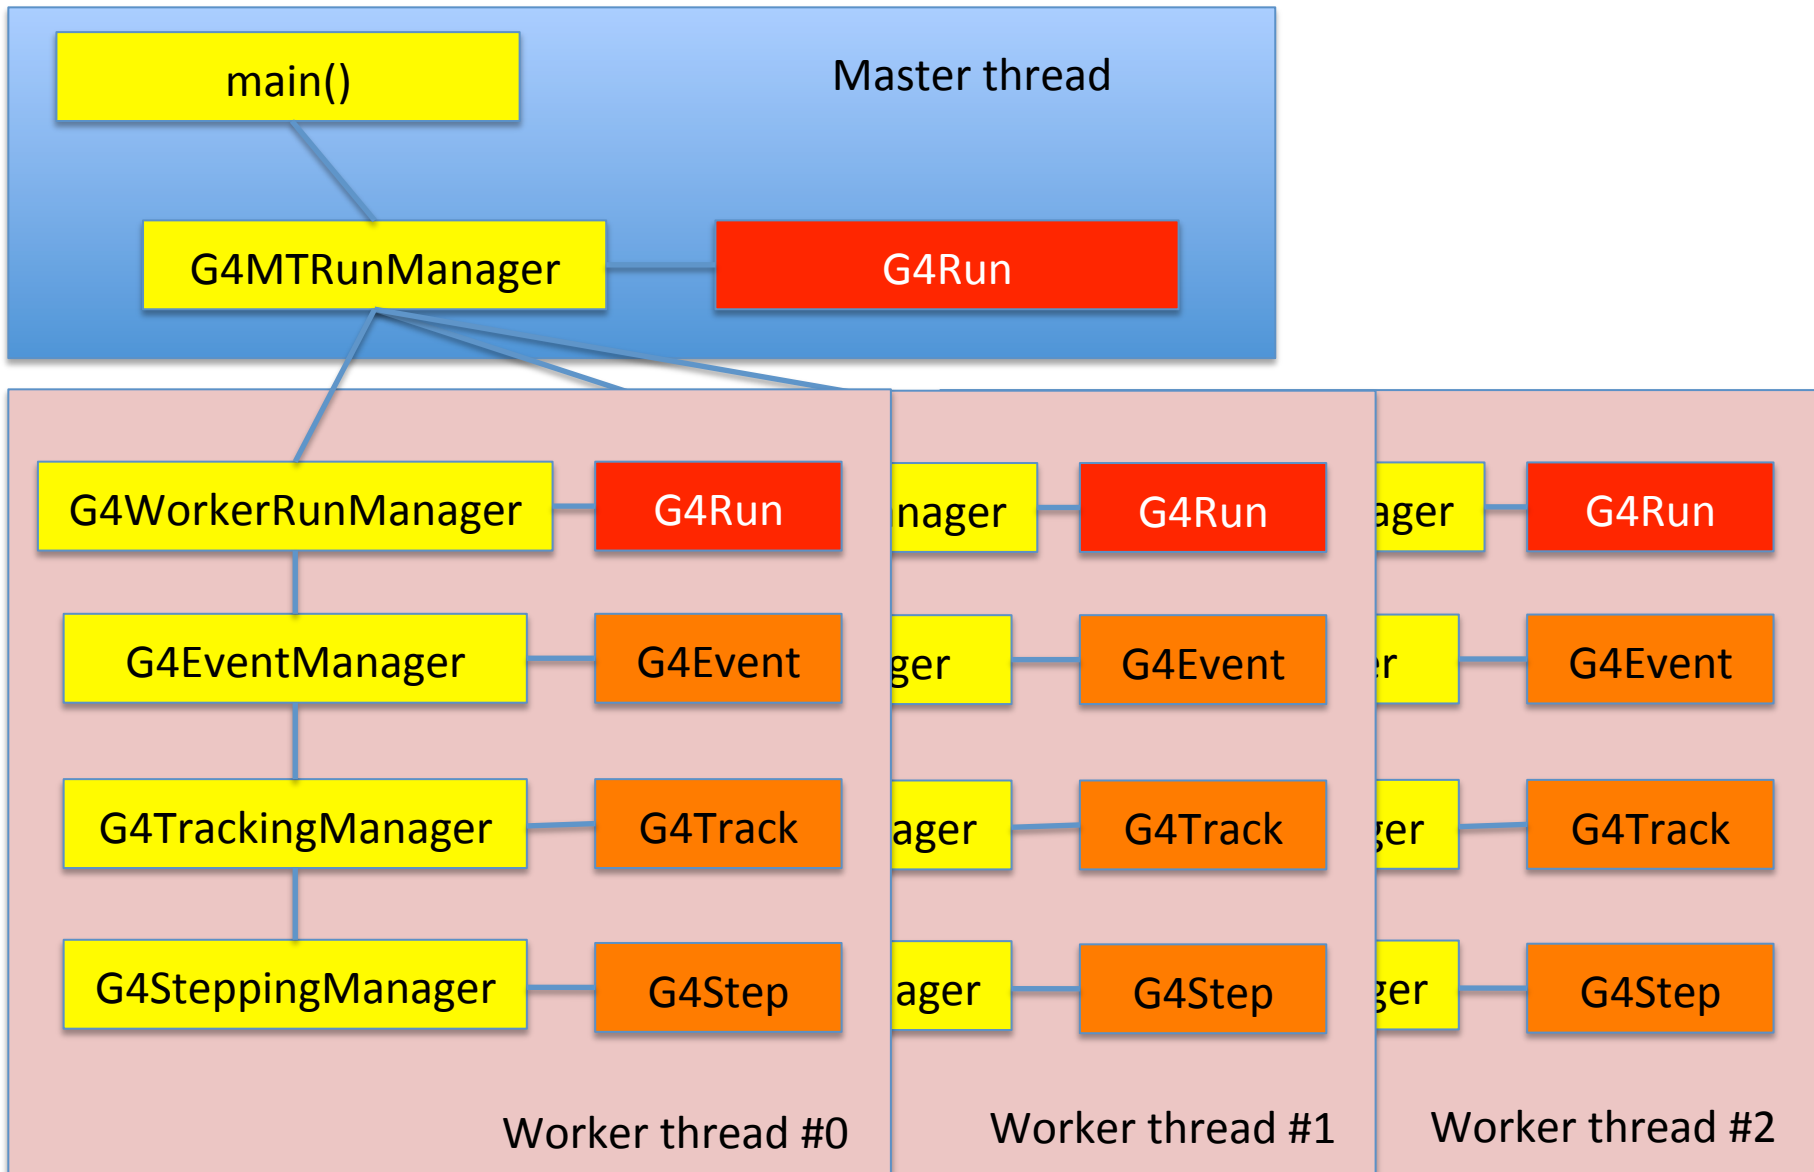 main()
Master thread
G4MTRunManager
G4Run
G4WorkerRunManager
G4Run
nager
G4Run
ager
G4Run
G4EventManager
G4Event
ger
G4Event
er
G4Event
G4TrackingManager
G4Track
ager
G4Track
ger
G4Track
G4SteppingManager
G4Step
ager
G4Step
ger
G4Step
Worker thread #0
Worker thread #1
Worker thread #2